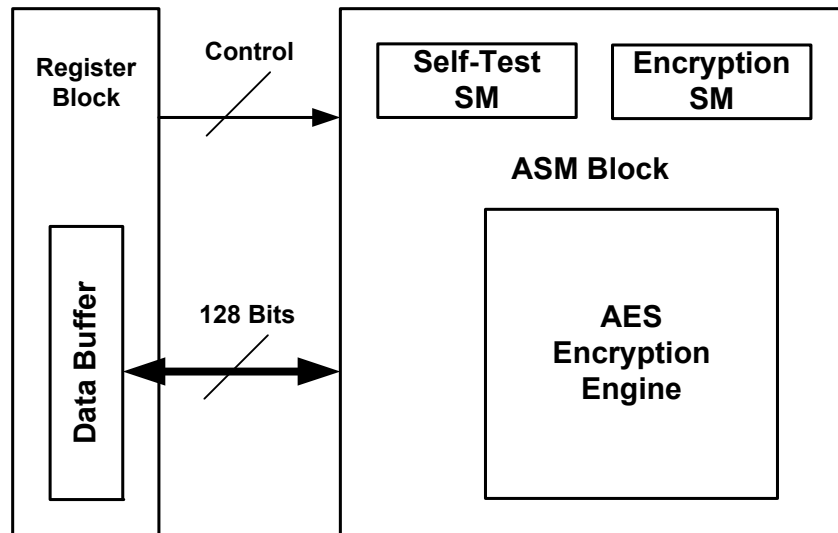 Register
Block
Control
Self-Test
SM
Encryption
SM
ASM Block
Data Buffer
128 Bits
AES
Encryption
Engine